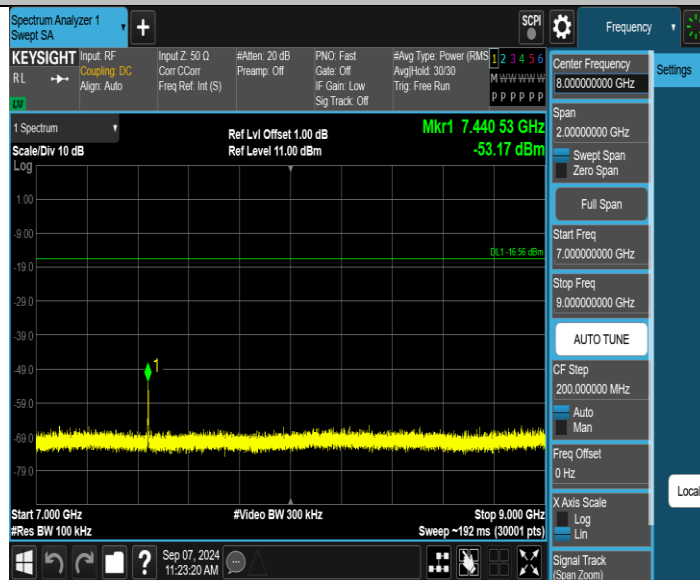 Spectrum Analyzer 1
Swept SA
+
SCPI
Frequency
KEYSIGHT
RL
LXI
Input: RF
Coupling: DC
Align: Auto
Input Z: 50 Ω
Corr CCorr
Freq Ref: Int (S)
#Atten: 20 dB
Preamp: Off
PNO: Fast
Gate: Off
IF Gain: Low
Sig Track: Off
#Avg Type: Power (RMS
Avg|Hold: 30/30
Trig: Free Run
1 2 3 4 5 6
M W W W W W
P P P P P P
1 Spectrum
Scale/Div 10 dB
Log
Ref Lvl Offset 1.00 dB
Ref Level 11.00 dBm
Mkr1 7.440 53 GHz
-53.17 dBm
1.00
-9.00
-19.0
-29.0
-39.0
-49.0
-59.0
-69.0
-79.0
DL1 -16.56 dBm
1
Start 7.000 GHz
#Res BW 100 kHz
#Video BW 300 kHz
Stop 9.000 GHz
Sweep ~192 ms (30001 pts)
Sep 07, 2024
11:23:20 AM
?
Center Frequency
8.000000000 GHz
Span
2.00000000 GHz
Swept Span
Zero Span
Full Span
Start Freq
7.000000000 GHz
Stop Freq
9.000000000 GHz
AUTO TUNE
CF Step
200.000000 MHz
Auto
Man
Freq Offset
0 Hz
X Axis Scale
Log
Lin
Signal Track
(Span Zoom)
Settings
Local